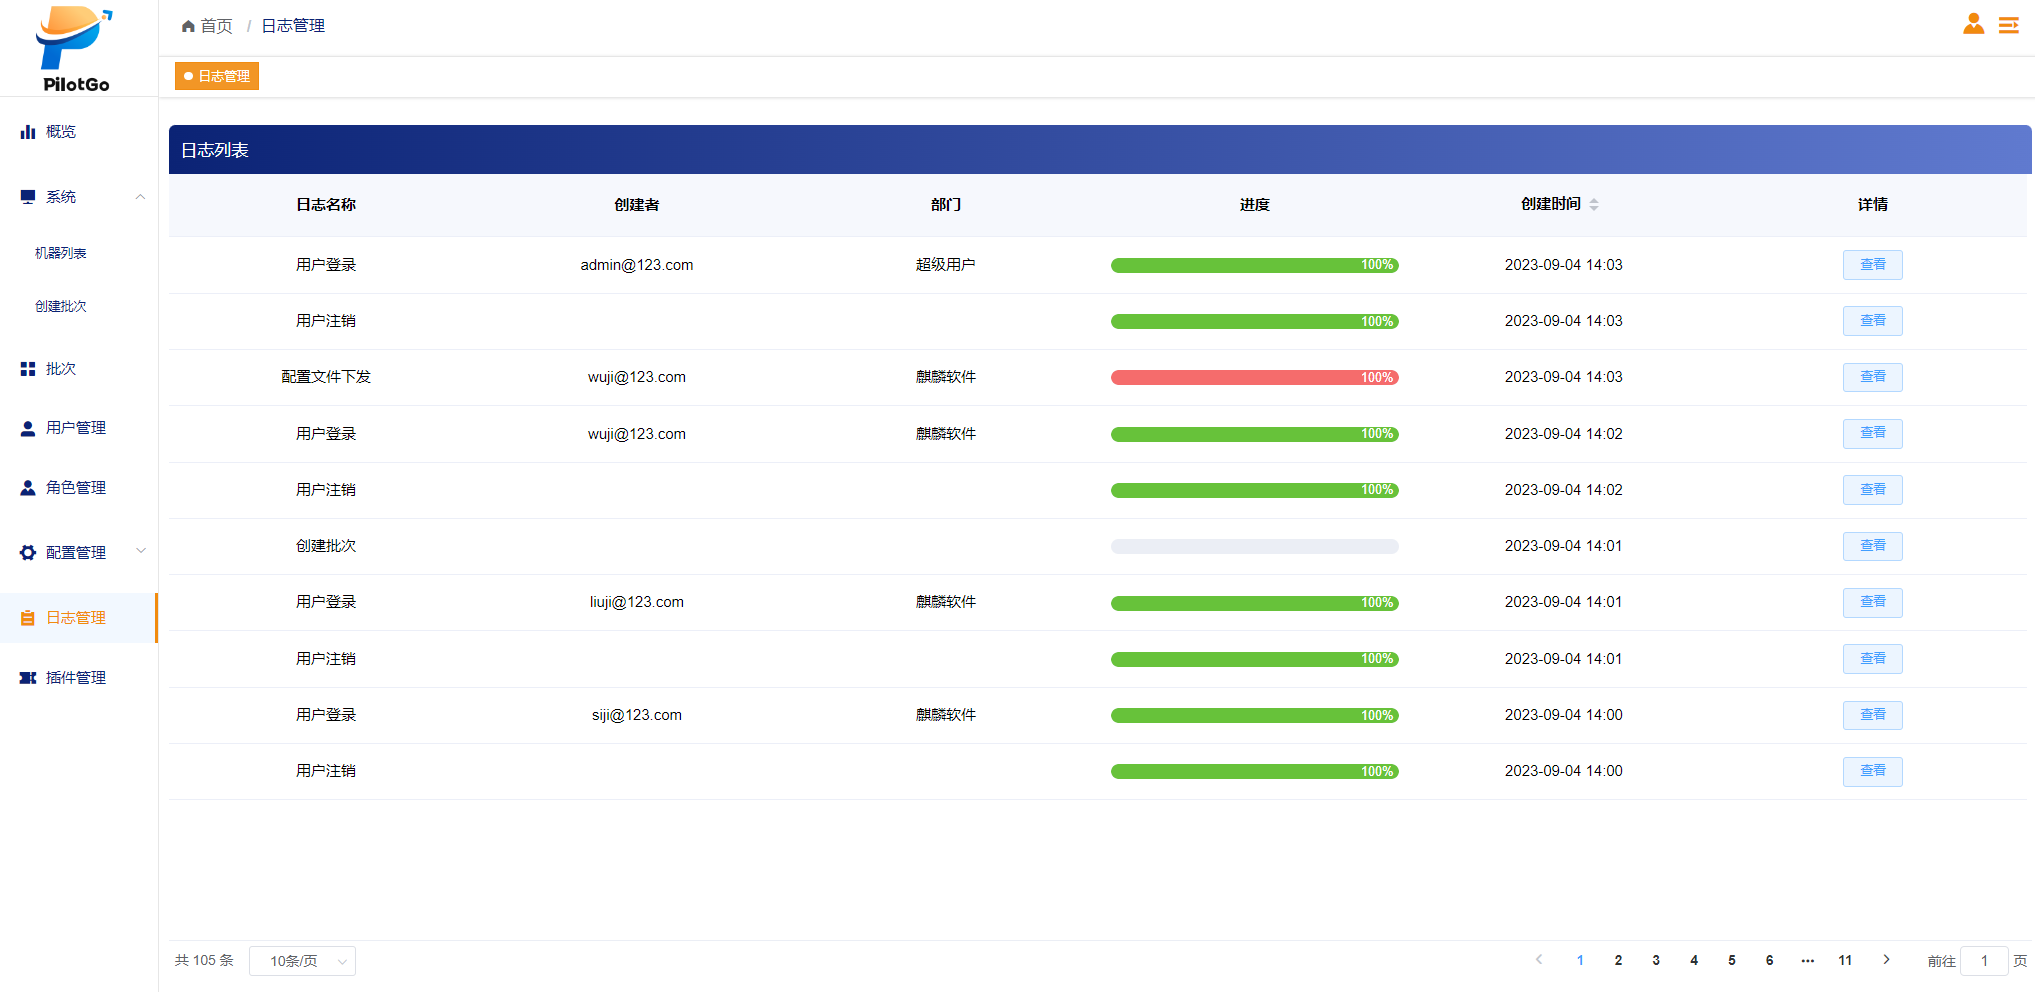 PilotGo
首页 / 日志管理
日志管理
概览
系统
机器列表
创建批次
批次
用户管理
角色管理
配置管理
日志管理
插件管理
日志列表
日志名称 创建者 部门 进度 创建时间 详情
用户登录 admin@123.com 超级用户 100% 2023-09-04 14:03 查看
用户注销 100% 2023-09-04 14:03 查看
配置文件下发 wuji@123.com 麒麟软件 100% 2023-09-04 14:03 查看
用户登录 wuji@123.com 麒麟软件 100% 2023-09-04 14:02 查看
用户注销 100% 2023-09-04 14:02 查看
创建批次 2023-09-04 14:01 查看
用户登录 liuji@123.com 麒麟软件 100% 2023-09-04 14:01 查看
用户注销 100% 2023-09-04 14:01 查看
用户登录 siji@123.com 麒麟软件 100% 2023-09-04 14:00 查看
用户注销 100% 2023-09-04 14:00 查看
共 105 条 10条/页 1 2 3 4 5 6 ··· 11 前往 1 页